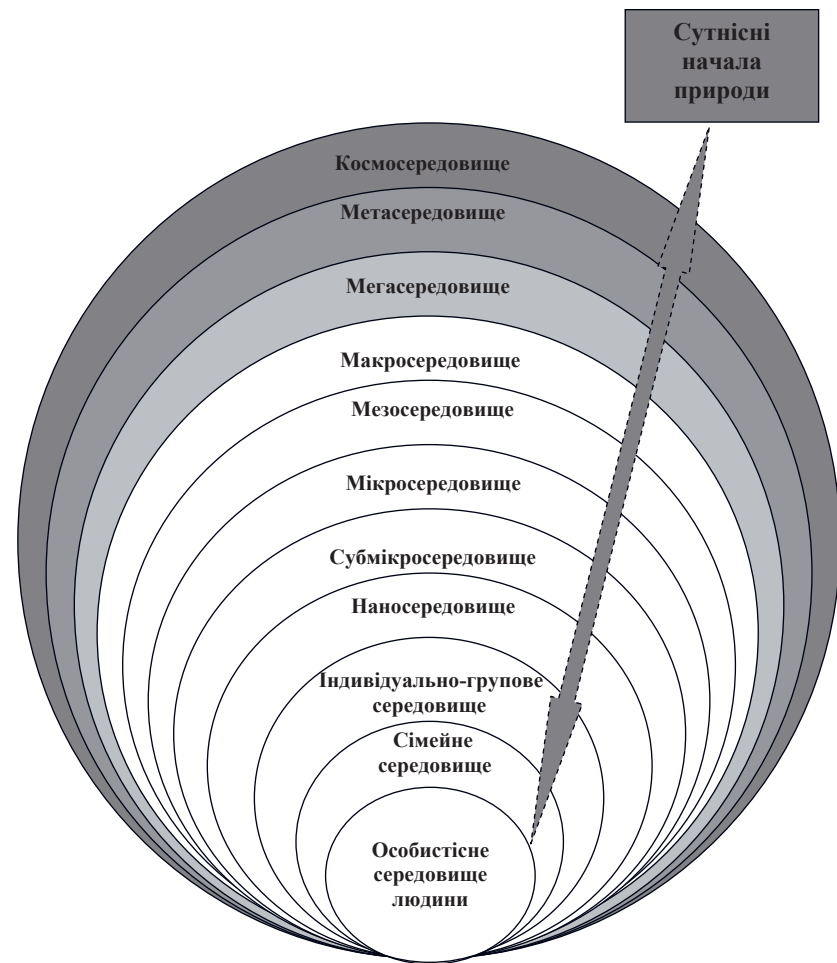 Сутнісні
начала
природи
Космосередовище
Метасередовище
Мегасередовище
Макросередовище
Мезосередовище
Мікросередовище
Субмікросередовище
Наносередовище
Індивідуально-групове
середовище
Сімейне
середовище
Особистісне
середовище
людини